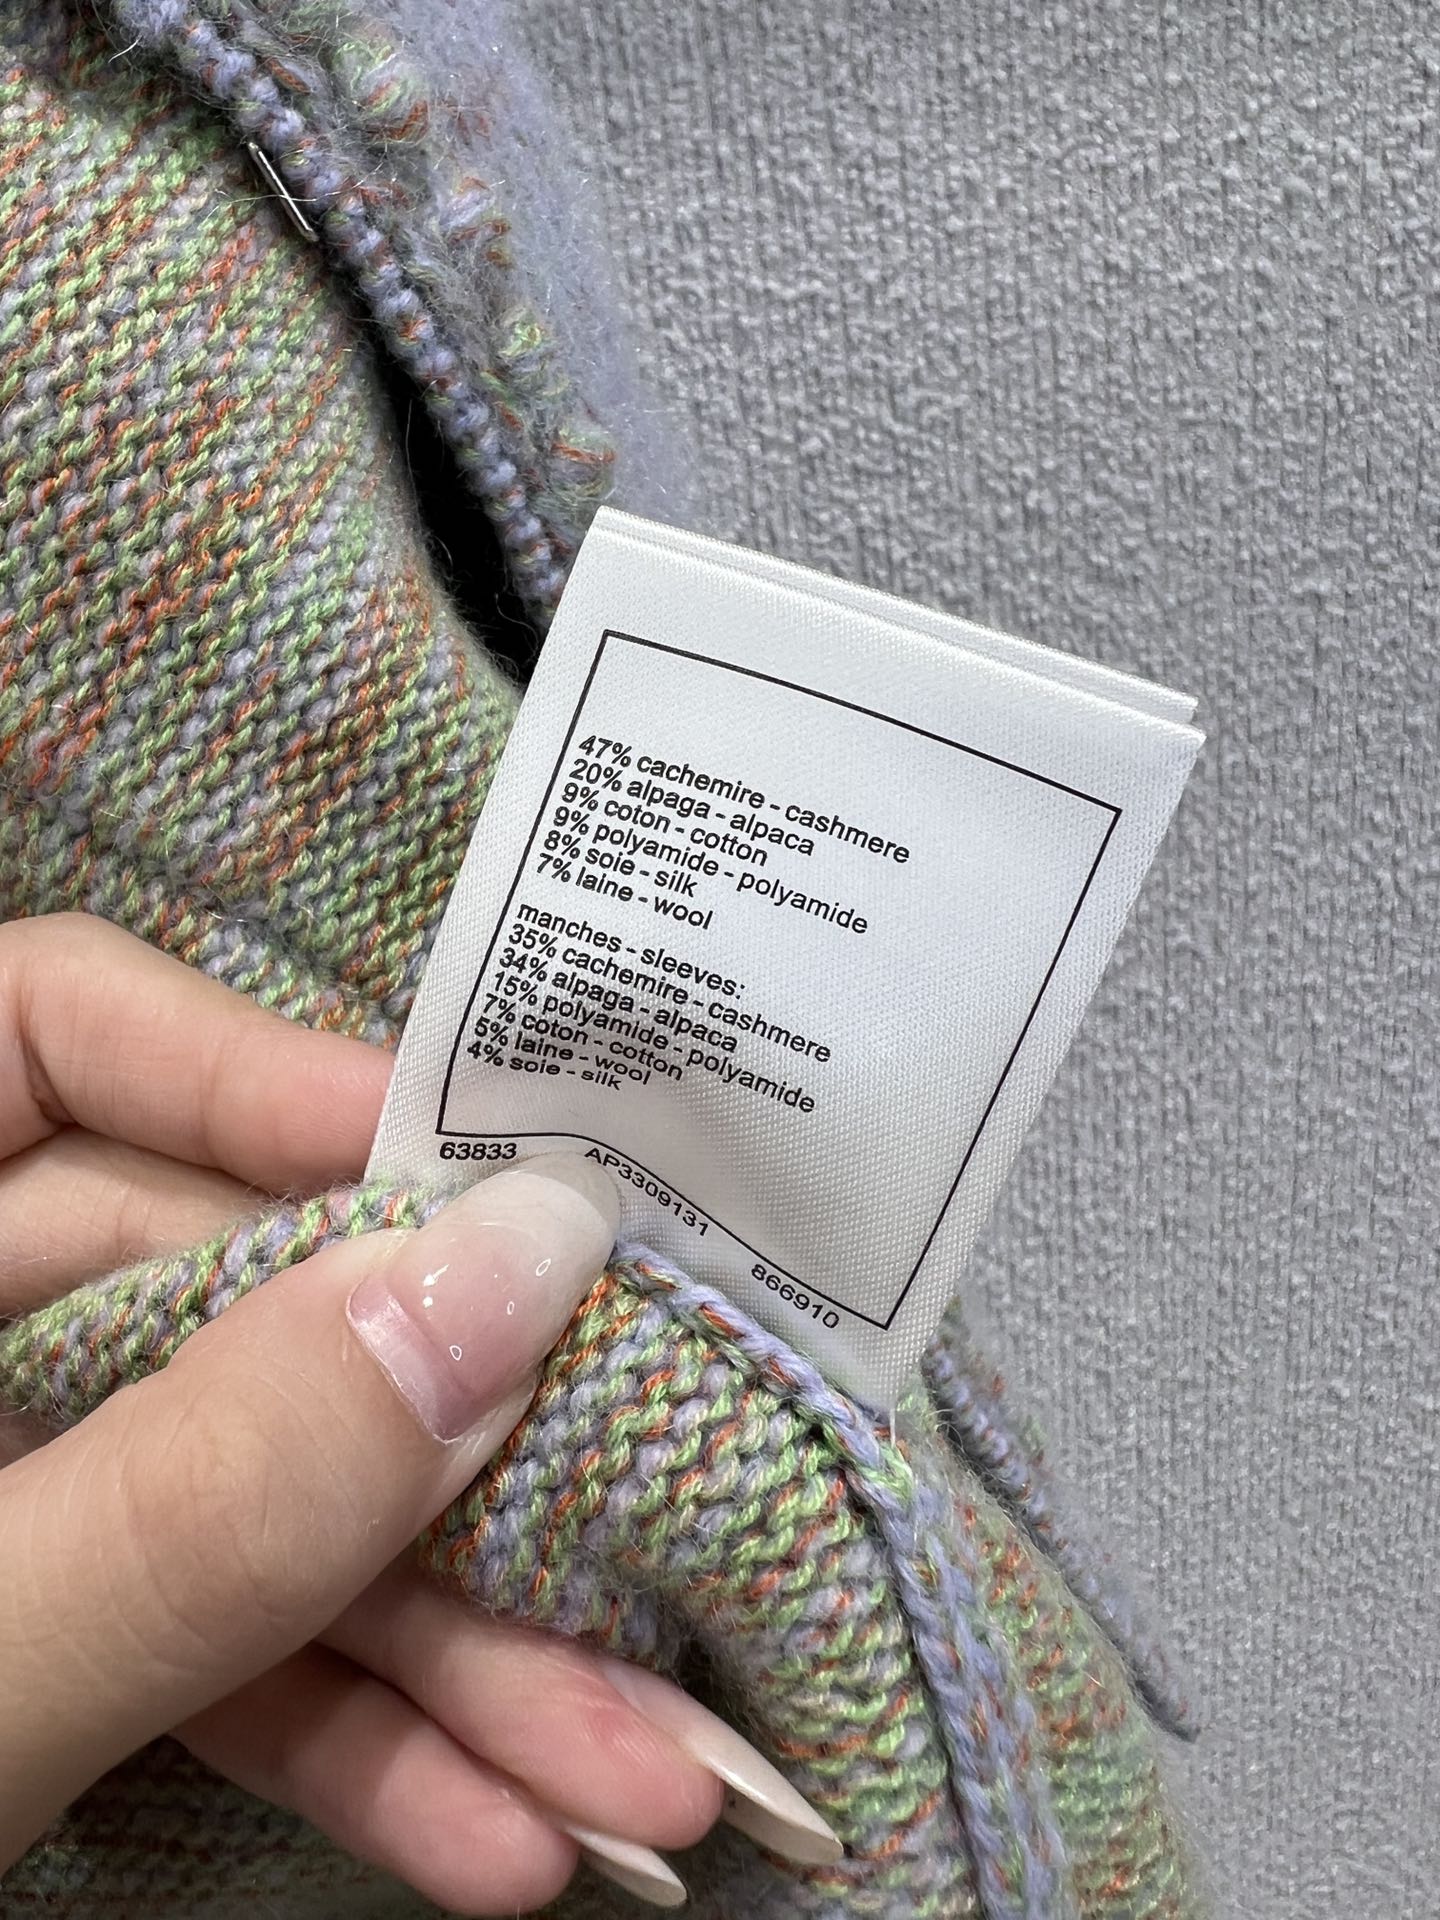 47% cachemire - cashmere
20% alpaga - alpaca
9% coton - cotton
9% polyamide - polyamide
8% soie - silk
7% laine - wool
manches - sleeves:
35% cachemire - cashmere
34% alpaga - alpaca
15% polyamide - polyamide
7% coton - cotton
5% laine - wool
4% soie - silk
63833 AP3309131 866910